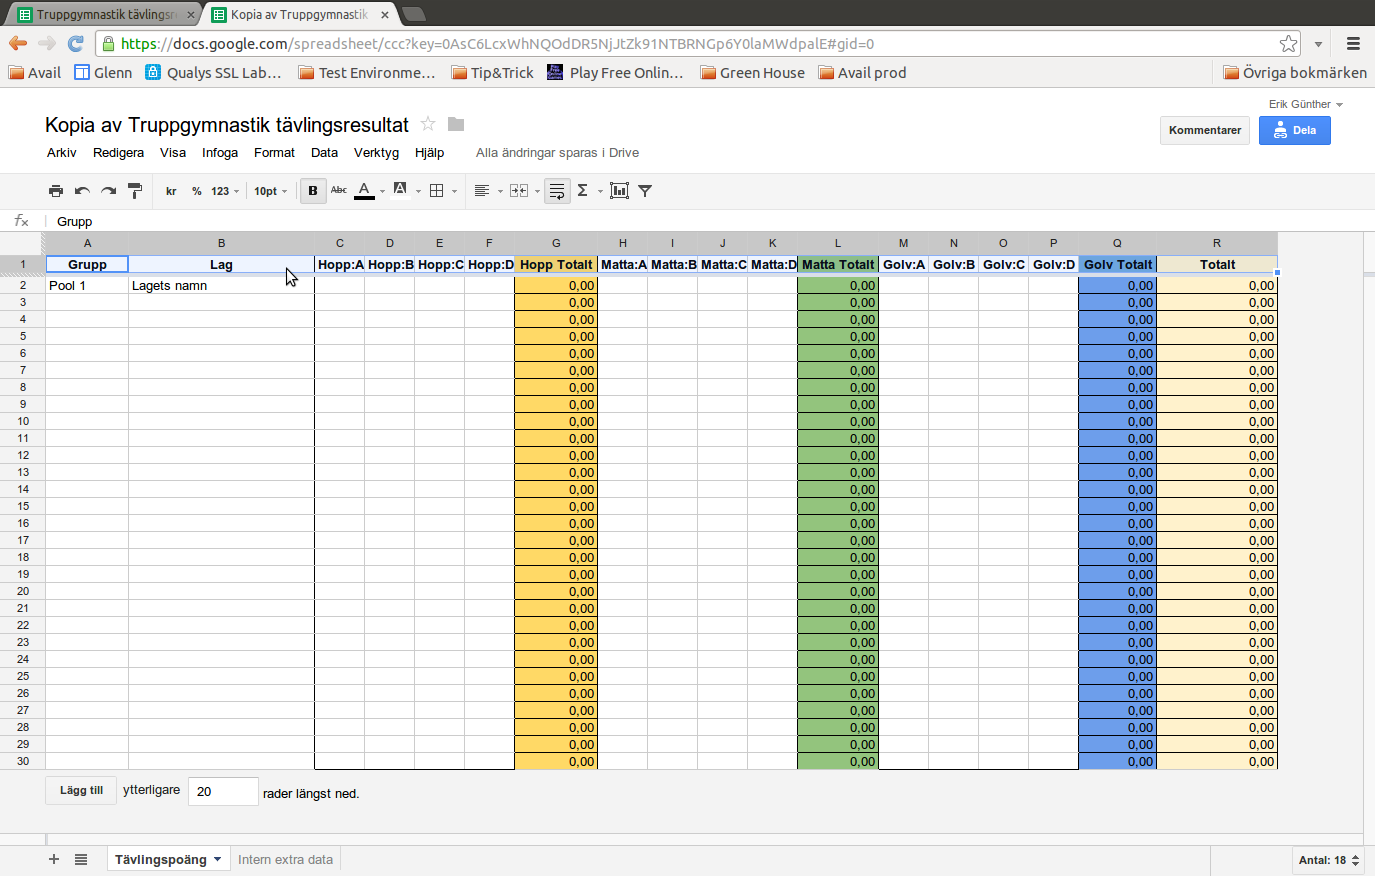 Truppgymnastik tävlingsr
Kopia av Truppgymnastik
https://docs.google.com/spreadsheet/ccc?key=0AsC6LcxWhNQOdDR5NjJtZk91NTBRNGp6Y0laMWdpalE#gid=0
Avail Glenn Qualys SSL Lab... Test Environme... Tip&Trick Play Free Onlin... Green House Avail prod Övriga bokmärken
Erik Günther
Kopia av Truppgymnastik tävlingsresultat
Kommentarer Dela
Arkiv Redigera Visa Infoga Format Data Verktyg Hjälp Alla ändringar sparas i Drive
kr % 123 10pt B Abc A A Σ
fx Grupp
A B C D E F G H I J K L M N O P Q R
1 Grupp Lag Hopp:A Hopp:B Hopp:C Hopp:D Hopp Totalt Matta:A Matta:B Matta:C Matta:D Matta Totalt Golv:A Golv:B Golv:C Golv:D Golv Totalt Totalt
2 Pool 1 Lagets namn 0,00 0,00 0,00 0,00
3 0,00 0,00 0,00 0,00
4 0,00 0,00 0,00 0,00
5 0,00 0,00 0,00 0,00
6 0,00 0,00 0,00 0,00
7 0,00 0,00 0,00 0,00
8 0,00 0,00 0,00 0,00
9 0,00 0,00 0,00 0,00
10 0,00 0,00 0,00 0,00
11 0,00 0,00 0,00 0,00
12 0,00 0,00 0,00 0,00
13 0,00 0,00 0,00 0,00
14 0,00 0,00 0,00 0,00
15 0,00 0,00 0,00 0,00
16 0,00 0,00 0,00 0,00
17 0,00 0,00 0,00 0,00
18 0,00 0,00 0,00 0,00
19 0,00 0,00 0,00 0,00
20 0,00 0,00 0,00 0,00
21 0,00 0,00 0,00 0,00
22 0,00 0,00 0,00 0,00
23 0,00 0,00 0,00 0,00
24 0,00 0,00 0,00 0,00
25 0,00 0,00 0,00 0,00
26 0,00 0,00 0,00 0,00
27 0,00 0,00 0,00 0,00
28 0,00 0,00 0,00 0,00
29 0,00 0,00 0,00 0,00
30 0,00 0,00 0,00 0,00
Lägg till ytterligare 20 rader längst ned.
Tävlingspoäng Intern extra data Antal: 18